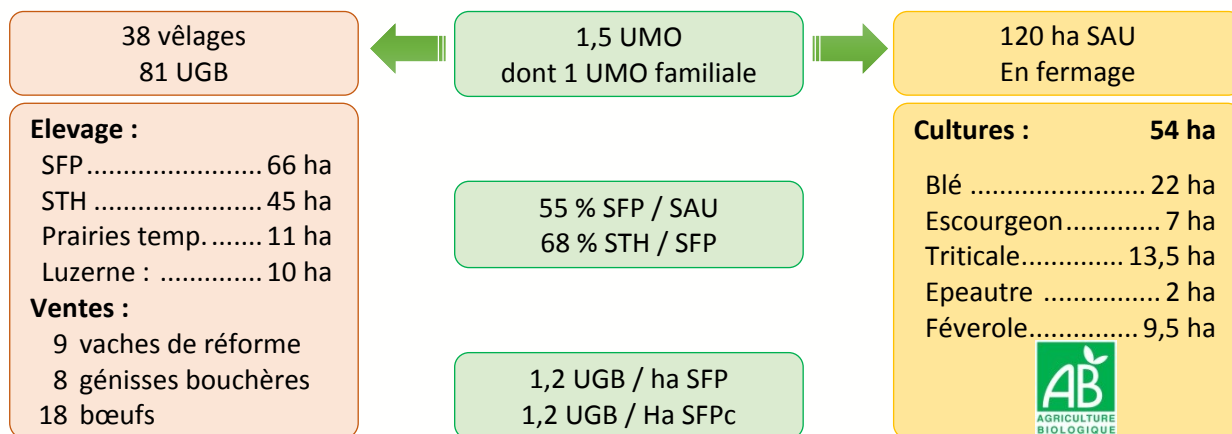 38 vêlages
81 UGB
1,5 UMO
dont 1 UMO familiale
120 ha SAU
En fermage
Elevage :
SFP....................... 66 ha
STH ...................... 45 ha
Prairies temp. ....... 11 ha
Luzerne : .............. 10 ha
Ventes :
9 vaches de réforme
8 génisses bouchères
18 bœufs
55 % SFP / SAU
68 % STH / SFP
1,2 UGB / ha SFP
1,2 UGB / Ha SFPc
Cultures : 54 ha
Blé ......................... 22 ha
Escourgeon.............. 7 ha
Triticale............... 13,5 ha
Epeautre ................. 2 ha
Féverole.................. 9,5 ha
AB
AGRICULTURE
BIOLOGIQUE